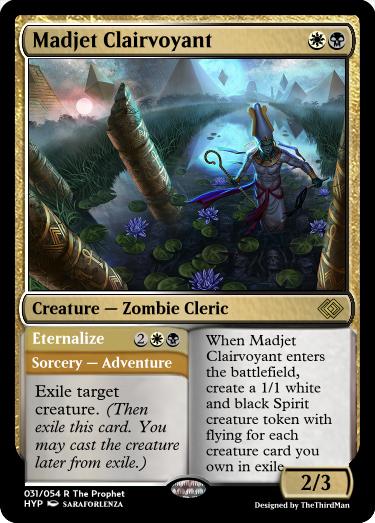 Madjet Clairvoyant
Creature — Zombie Cleric
Eternalize 2
Sorcery — Adventure
Exile target
creature. (Then
exile this card. You
may cast the creature
later from exile.)
When Madjet
Clairvoyant enters
the battlefield,
create a 1/1 white
and black Spirit
creature token with
flying for each
creature card you
own in exile.
2/3
031/054 R The Prophet
HYP SARAFORLENZA
Designed by TheThirdMan